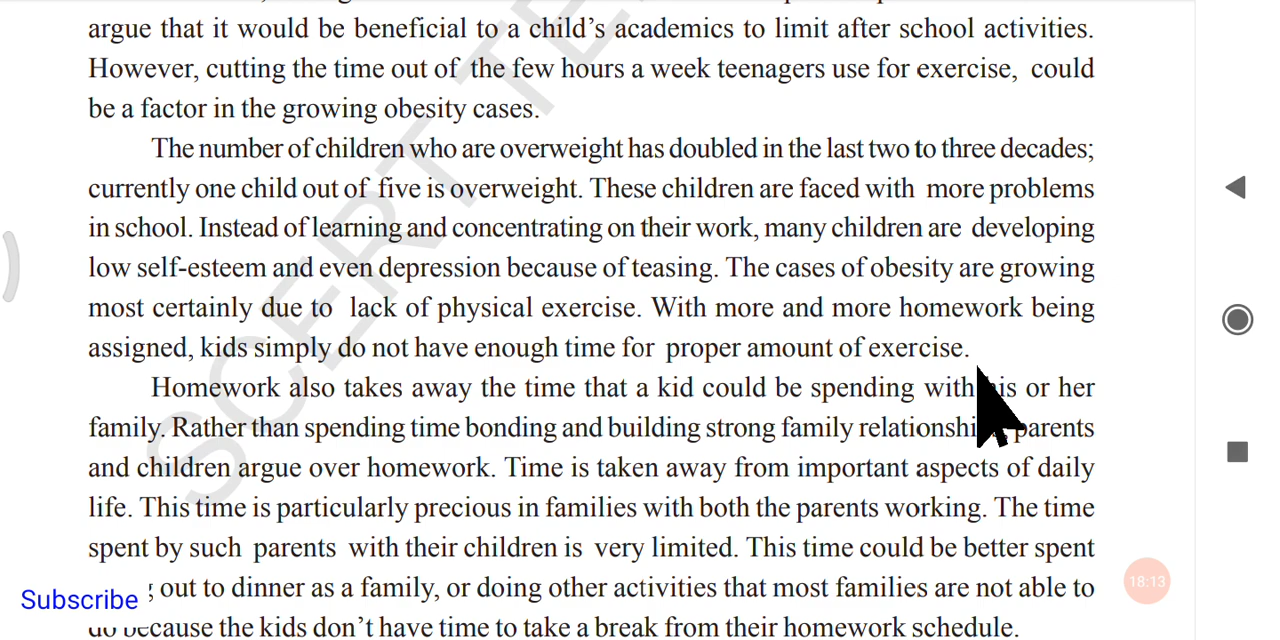 argue that it would be beneficial to a child's academics to limit after school activities.
However, cutting the time out of the few hours a week teenagers use for exercise, could
be a factor in the growing obesity cases.
The number of children who are overweight has doubled in the last two to three decades;
currently one child out of five is overweight. These children are faced with more problems
in school. Instead of learning and concentrating on their work, many children are developing
low self-esteem and even depression because of teasing. The cases of obesity are growing
most certainly due to lack of physical exercise. With more and more homework being
assigned, kids simply do not have enough time for proper amount of exercise.
Homework also takes away the time that a kid could be spending with his or her
family. Rather than spending time bonding and building strong family parents
and children argue over homework. Time is taken away from important aspects of daily
life. This time is particularly precious in families with both the parents working. The time
spent by such parents with their children is very limited. This time could be better spent
out to dinner as a family, or doing other activities that most families are not able to
do because the kids don't have time to take a break from their homework schedule.
Subscribe
18:13
SCERT TE